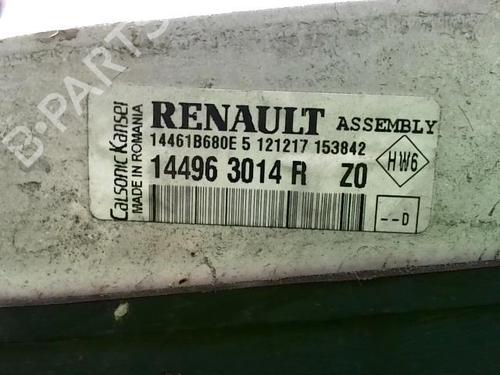 B-PARTS
Calsonic Kansei
MADE IN ROMANIA
RENAULT ASSEMBLY
14461B680E 5 121217 153842
14496 3014 R Z0
HW6
--D